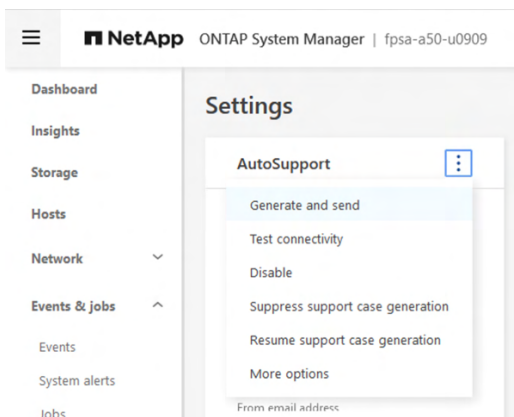 NetApp ONTAP System Manager | fpsa-a50-u0909
Dashboard
Insights
Storage
Hosts
Network
Events & jobs
Events
System alerts
Jobs
Settings
AutoSupport
Generate and send
Test connectivity
Disable
Suppress support case generation
Resume support case generation
More options
From email address